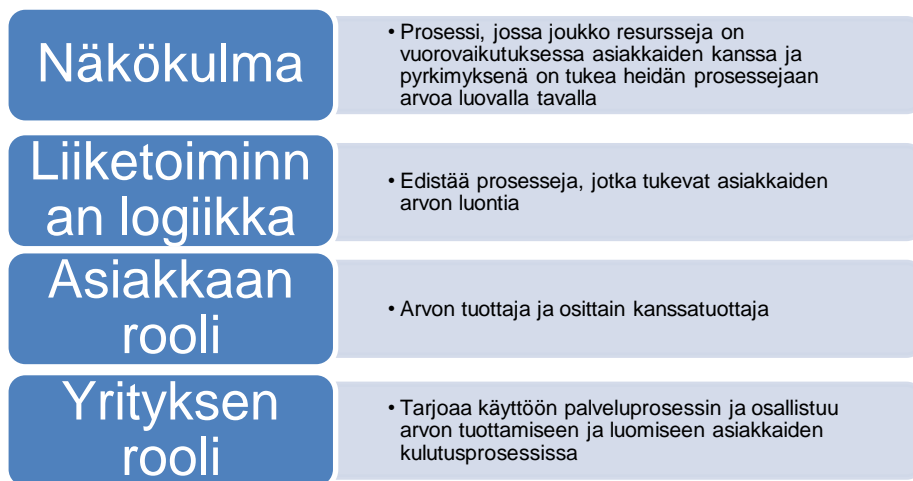 Näkökulma
• Prosessi, jossa joukko resursseja on
vuorovaikutuksessa asiakkaiden kanssa ja
pyrkimyksenä on tukea heidän prosessejaan
arvoa luovalla tavalla
Liiketoiminn
an logiikka
• Edistää prosesseja, jotka tukevat asiakkaiden
arvon luontia
Asiakkaan
rooli
• Arvon tuottaja ja osittain kanssatuottaja
Yrityksen
rooli
• Tarjoaa käyttöön palveluprosessin ja osallistuu
arvon tuottamiseen ja luomiseen asiakkaiden
kulutusprosessissa